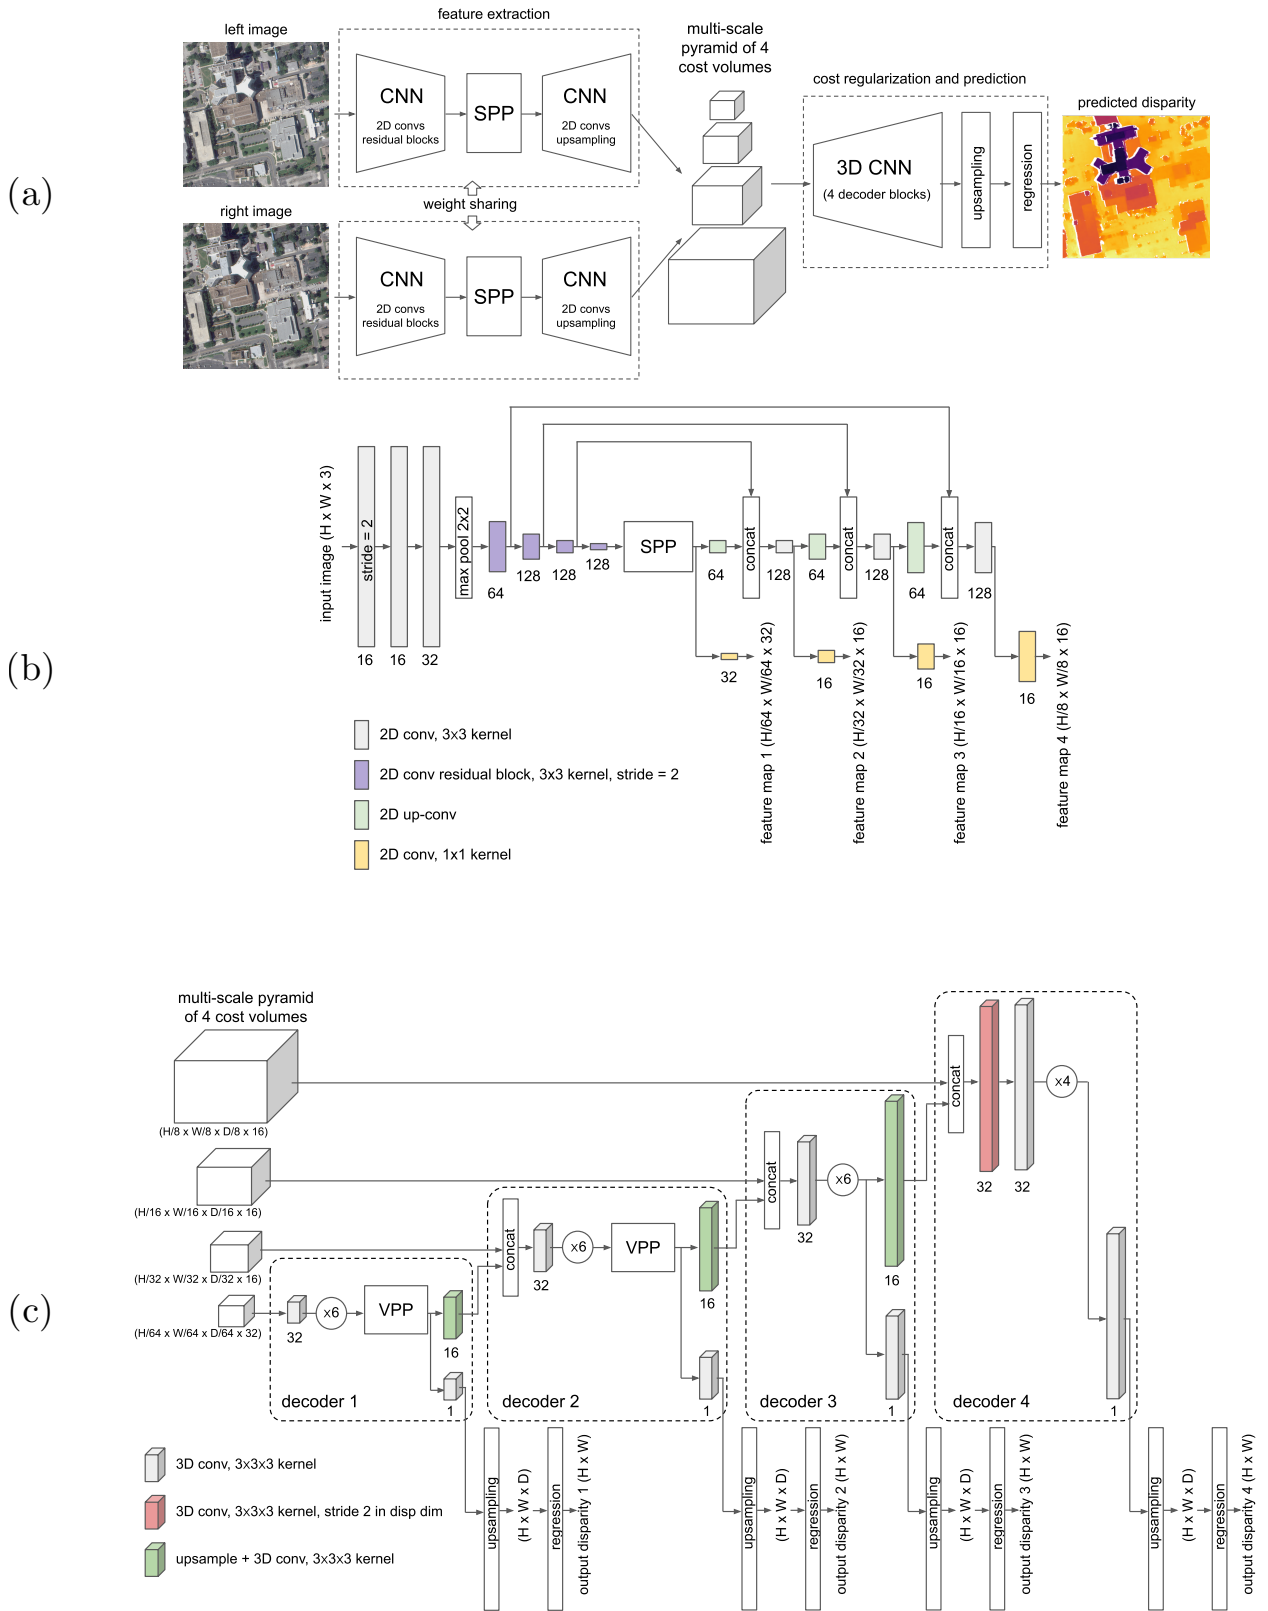 (a)
left image
feature extraction
CNN
2D convs
residual blocks
SPP
CNN
2D convs
upsampling
weight sharing
right image
CNN
2D convs
residual blocks
SPP
CNN
2D convs
upsampling
multi-scale
pyramid of 4
cost volumes
cost regularization and prediction
3D CNN
(4 decoder blocks)
upsampling
regression
predicted disparity
(b)
input image (H x W x 3)
stride = 2
16
16
32
max pool 2x2
64
128
128
128
SPP
64
concat
128
64
concat
128
64
concat
128
32
feature map 1 (H/64 x W/64 x 32)
16
feature map 2 (H/32 x W/32 x 16)
16
feature map 3 (H/16 x W/16 x 16)
16
feature map 4 (H/8 x W/8 x 16)
2D conv, 3x3 kernel
2D conv residual block, 3x3 kernel, stride = 2
2D up-conv
2D conv, 1x1 kernel
(c)
multi-scale pyramid
of 4 cost volumes
(H/8 x W/8 x D/8 x 16)
(H/16 x W/16 x D/16 x 16)
(H/32 x W/32 x D/32 x 16)
(H/64 x W/64 x D/64 x 32)
32
x6
VPP
16
1
decoder 1
concat
32
x6
VPP
16
1
decoder 2
concat
32
x6
16
1
decoder 3
concat
32
32
x4
1
decoder 4
upsampling
(H x W x D)
regression
output disparity 1 (H x W)
upsampling
(H x W x D)
regression
output disparity 2 (H x W)
upsampling
(H x W x D)
regression
output disparity 3 (H x W)
upsampling
(H x W x D)
regression
output disparity 4 (H x W)
3D conv, 3x3x3 kernel
3D conv, 3x3x3 kernel, stride 2 in disp dim
upsample + 3D conv, 3x3x3 kernel